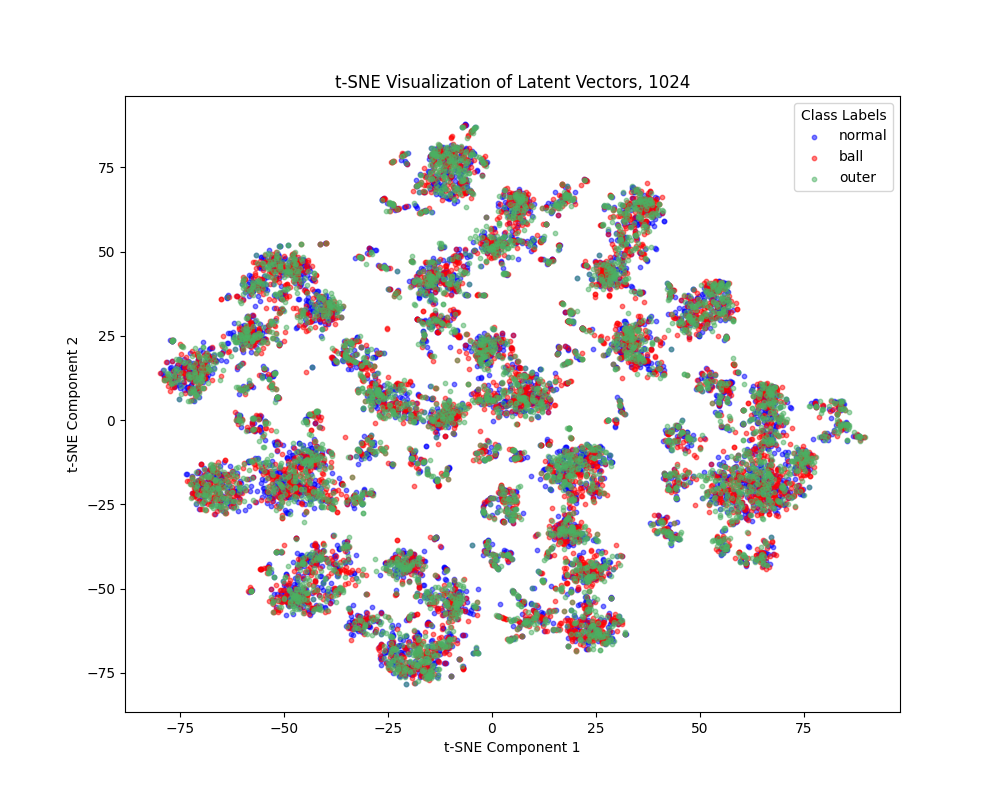 t-SNE Visualization of Latent Vectors, 1024
Class Labels
normal
ball
outer
75
50
25
0
−25
−50
−75
t-SNE Component 2
−75
−50
−25
0
25
50
75
t-SNE Component 1